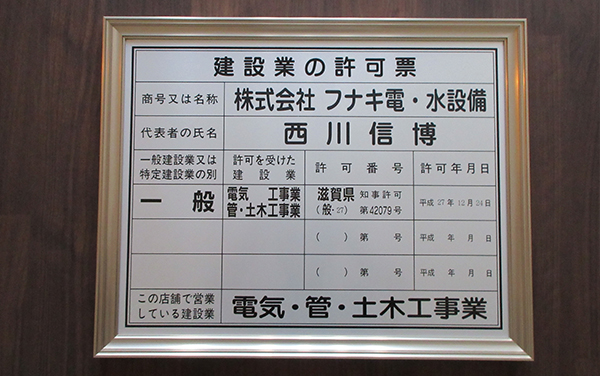 建設業の許可票
商号又は名称 株式会社 フナキ電・水設備
代表者の氏名 西川信博
一般建設業又は特定建設業の別 許可を受けた建設業 許可番号 許可年月日
一般 電気 工事業 管・土木工事業 滋賀県 知事許可 (般-27) 第42079号 平成27年12月24日
( ) 第 号 平成 年 月 日
( ) 第 号 平成 年 月 日
この店舗で営業している建設業 電気・管・土木工事業